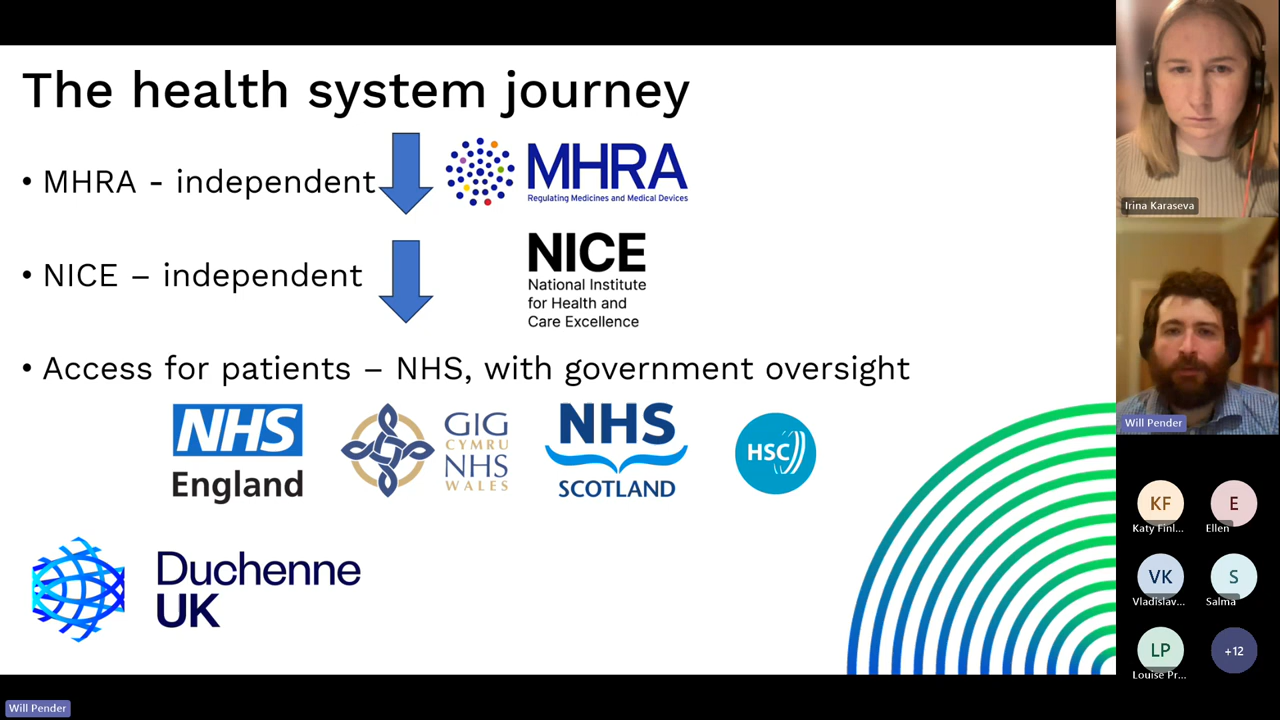 The health system journey
• MHRA - independent
MHRA
Regulating Medicines and Medical Devices
• NICE – independent
NICE
National Institute
for Health and
Care Excellence
• Access for patients – NHS, with government oversight
NHS
England
GIG
CYMRU
NHS
WALES
NHS
SCOTLAND
HSC
Duchenne
UK
Irina Karaseva
Will Pender
KF
Katy Finl...
E
Ellen
VK
Vladislav...
S
Salma
LP
Louise Pr...
+12
Will Pender